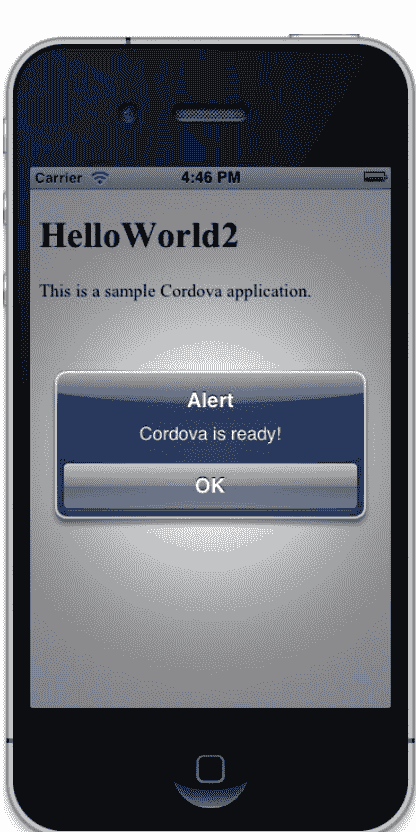 Carrier 4:46 PM
HelloWorld2
This is a sample Cordova application.
Alert
Cordova is ready!
OK